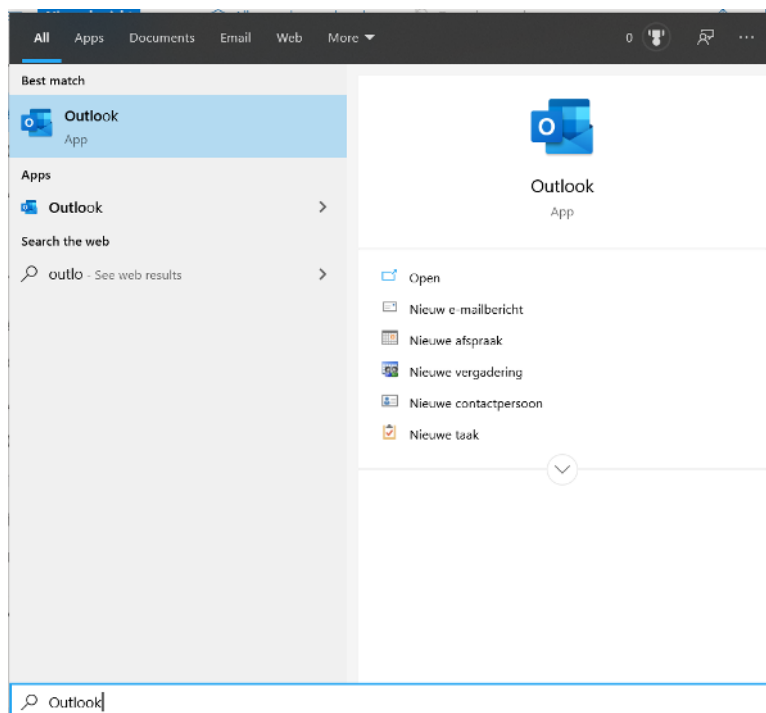 All Apps Documents Email Web More 0
Best match
Outlook
App
Apps
Outlook
Search the web
outlo - See web results
Outlook
App
Open
Nieuw e-mailbericht
Nieuwe afspraak
Nieuwe vergadering
Nieuwe contactpersoon
Nieuwe taak
Outlook